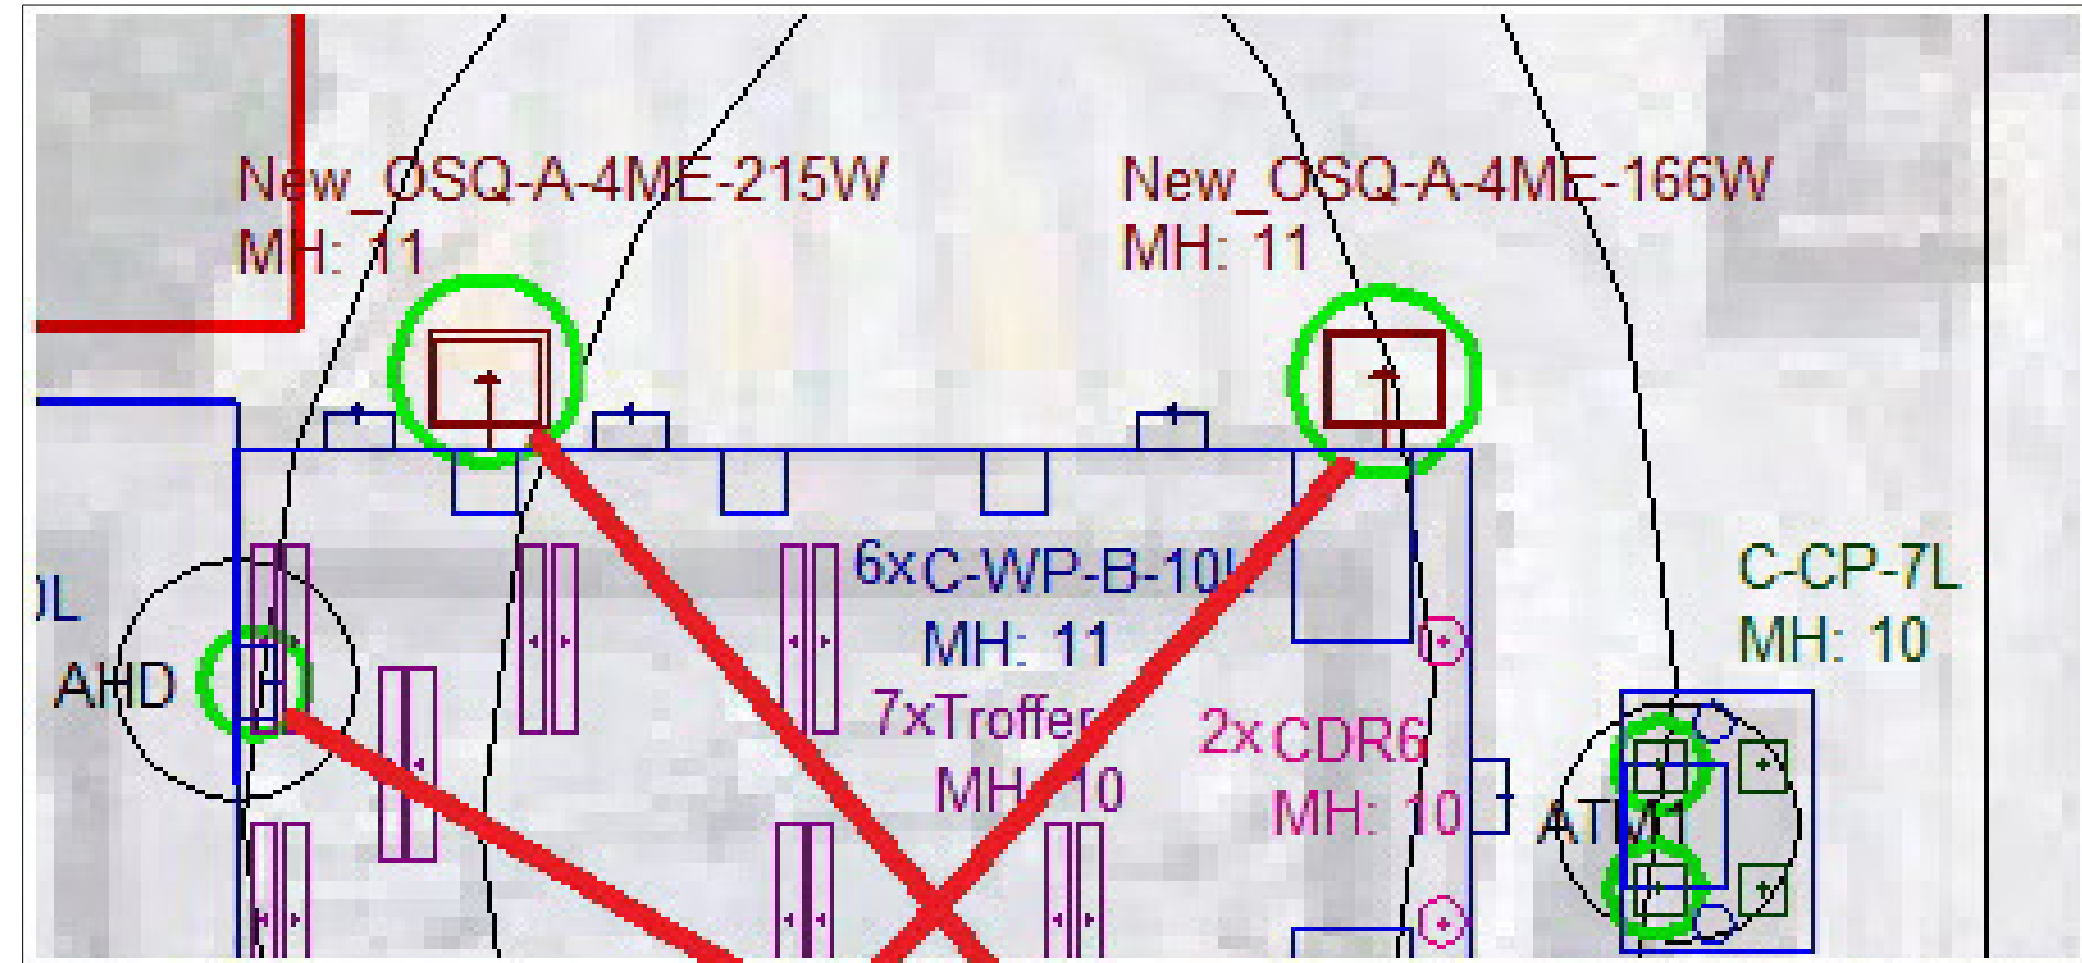 New_OSQ-A-4ME-215W
MH: 11
New_OSQ-A-4ME-166W
MH: 11
6xC-WP-B-10L
MH: 11
7xTroffer
MH: 10
2xCDR6
MH: 10
C-CP-7L
MH: 10
AHD
ATM1